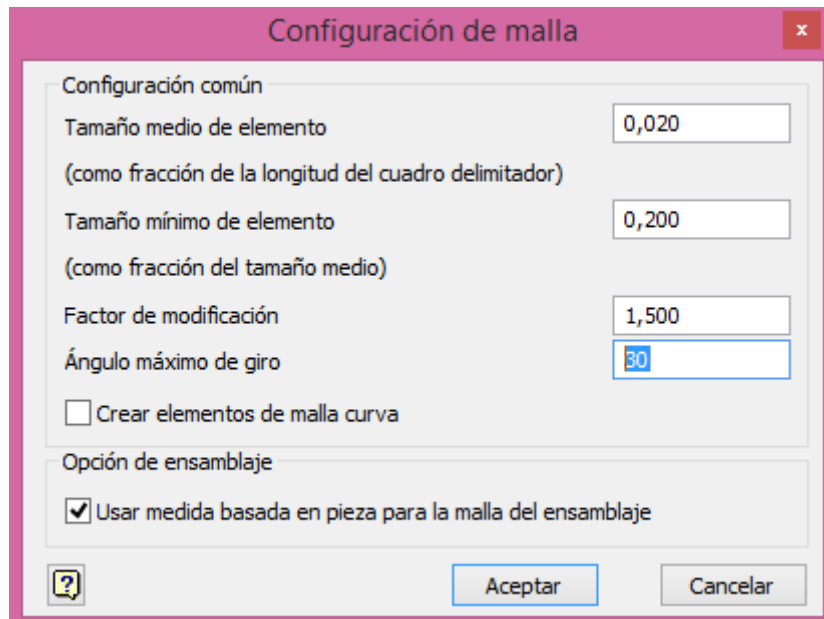 Configuración de malla
x
Configuración común
Tamaño medio de elemento 0,020
(como fracción de la longitud del cuadro delimitador)
Tamaño mínimo de elemento 0,200
(como fracción del tamaño medio)
Factor de modificación 1,500
Ángulo máximo de giro 30
Crear elementos de malla curva
Opción de ensamblaje
Usar medida basada en pieza para la malla del ensamblaje
? Aceptar Cancelar